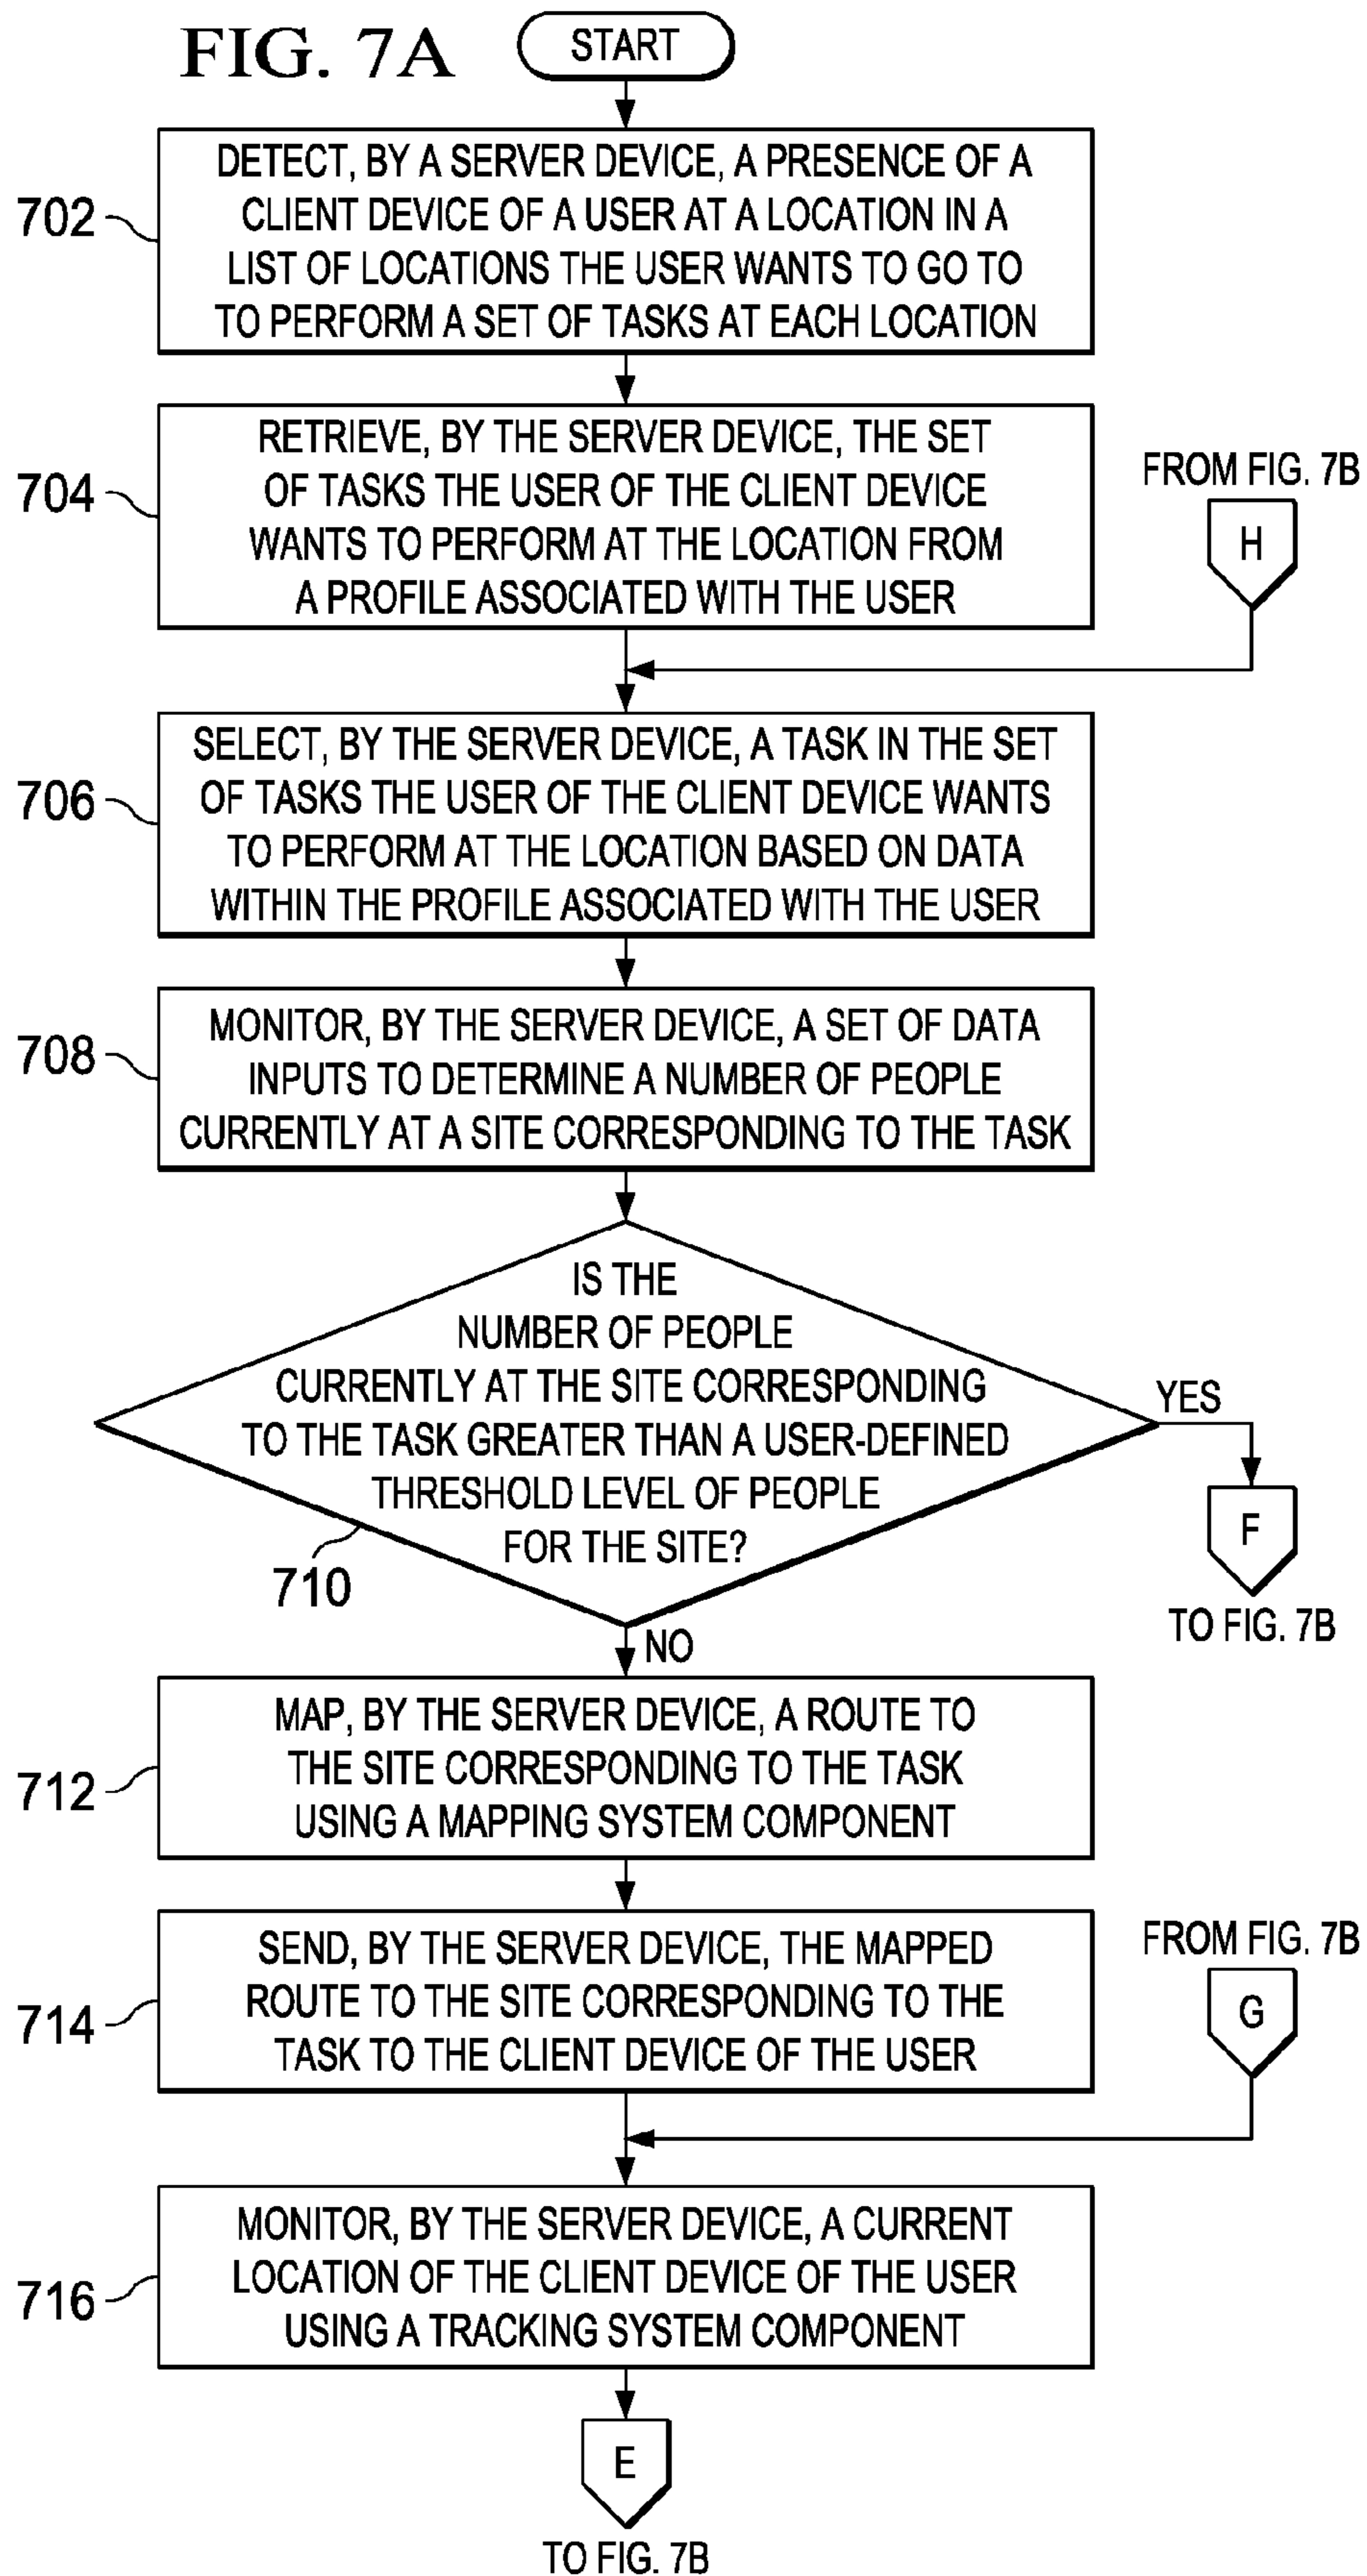 FIG. 7A
START
702
DETECT, BY A SERVER DEVICE, A PRESENCE OF A
CLIENT DEVICE OF A USER AT A LOCATION IN A
LIST OF LOCATIONS THE USER WANTS TO GO TO
TO PERFORM A SET OF TASKS AT EACH LOCATION
704
RETRIEVE, BY THE SERVER DEVICE, THE SET
OF TASKS THE USER OF THE CLIENT DEVICE
WANTS TO PERFORM AT THE LOCATION FROM
A PROFILE ASSOCIATED WITH THE USER
FROM FIG. 7B
H
706
SELECT, BY THE SERVER DEVICE, A TASK IN THE SET
OF TASKS THE USER OF THE CLIENT DEVICE WANTS
TO PERFORM AT THE LOCATION BASED ON DATA
WITHIN THE PROFILE ASSOCIATED WITH THE USER
708
MONITOR, BY THE SERVER DEVICE, A SET OF DATA
INPUTS TO DETERMINE A NUMBER OF PEOPLE
CURRENTLY AT A SITE CORRESPONDING TO THE TASK
IS THE
NUMBER OF PEOPLE
CURRENTLY AT THE SITE CORRESPONDING
TO THE TASK GREATER THAN A USER-DEFINED
THRESHOLD LEVEL OF PEOPLE
FOR THE SITE?
710
YES
F
TO FIG. 7B
NO
712
MAP, BY THE SERVER DEVICE, A ROUTE TO
THE SITE CORRESPONDING TO THE TASK
USING A MAPPING SYSTEM COMPONENT
714
SEND, BY THE SERVER DEVICE, THE MAPPED
ROUTE TO THE SITE CORRESPONDING TO THE
TASK TO THE CLIENT DEVICE OF THE USER
FROM FIG. 7B
G
716
MONITOR, BY THE SERVER DEVICE, A CURRENT
LOCATION OF THE CLIENT DEVICE OF THE USER
USING A TRACKING SYSTEM COMPONENT
E
TO FIG. 7B